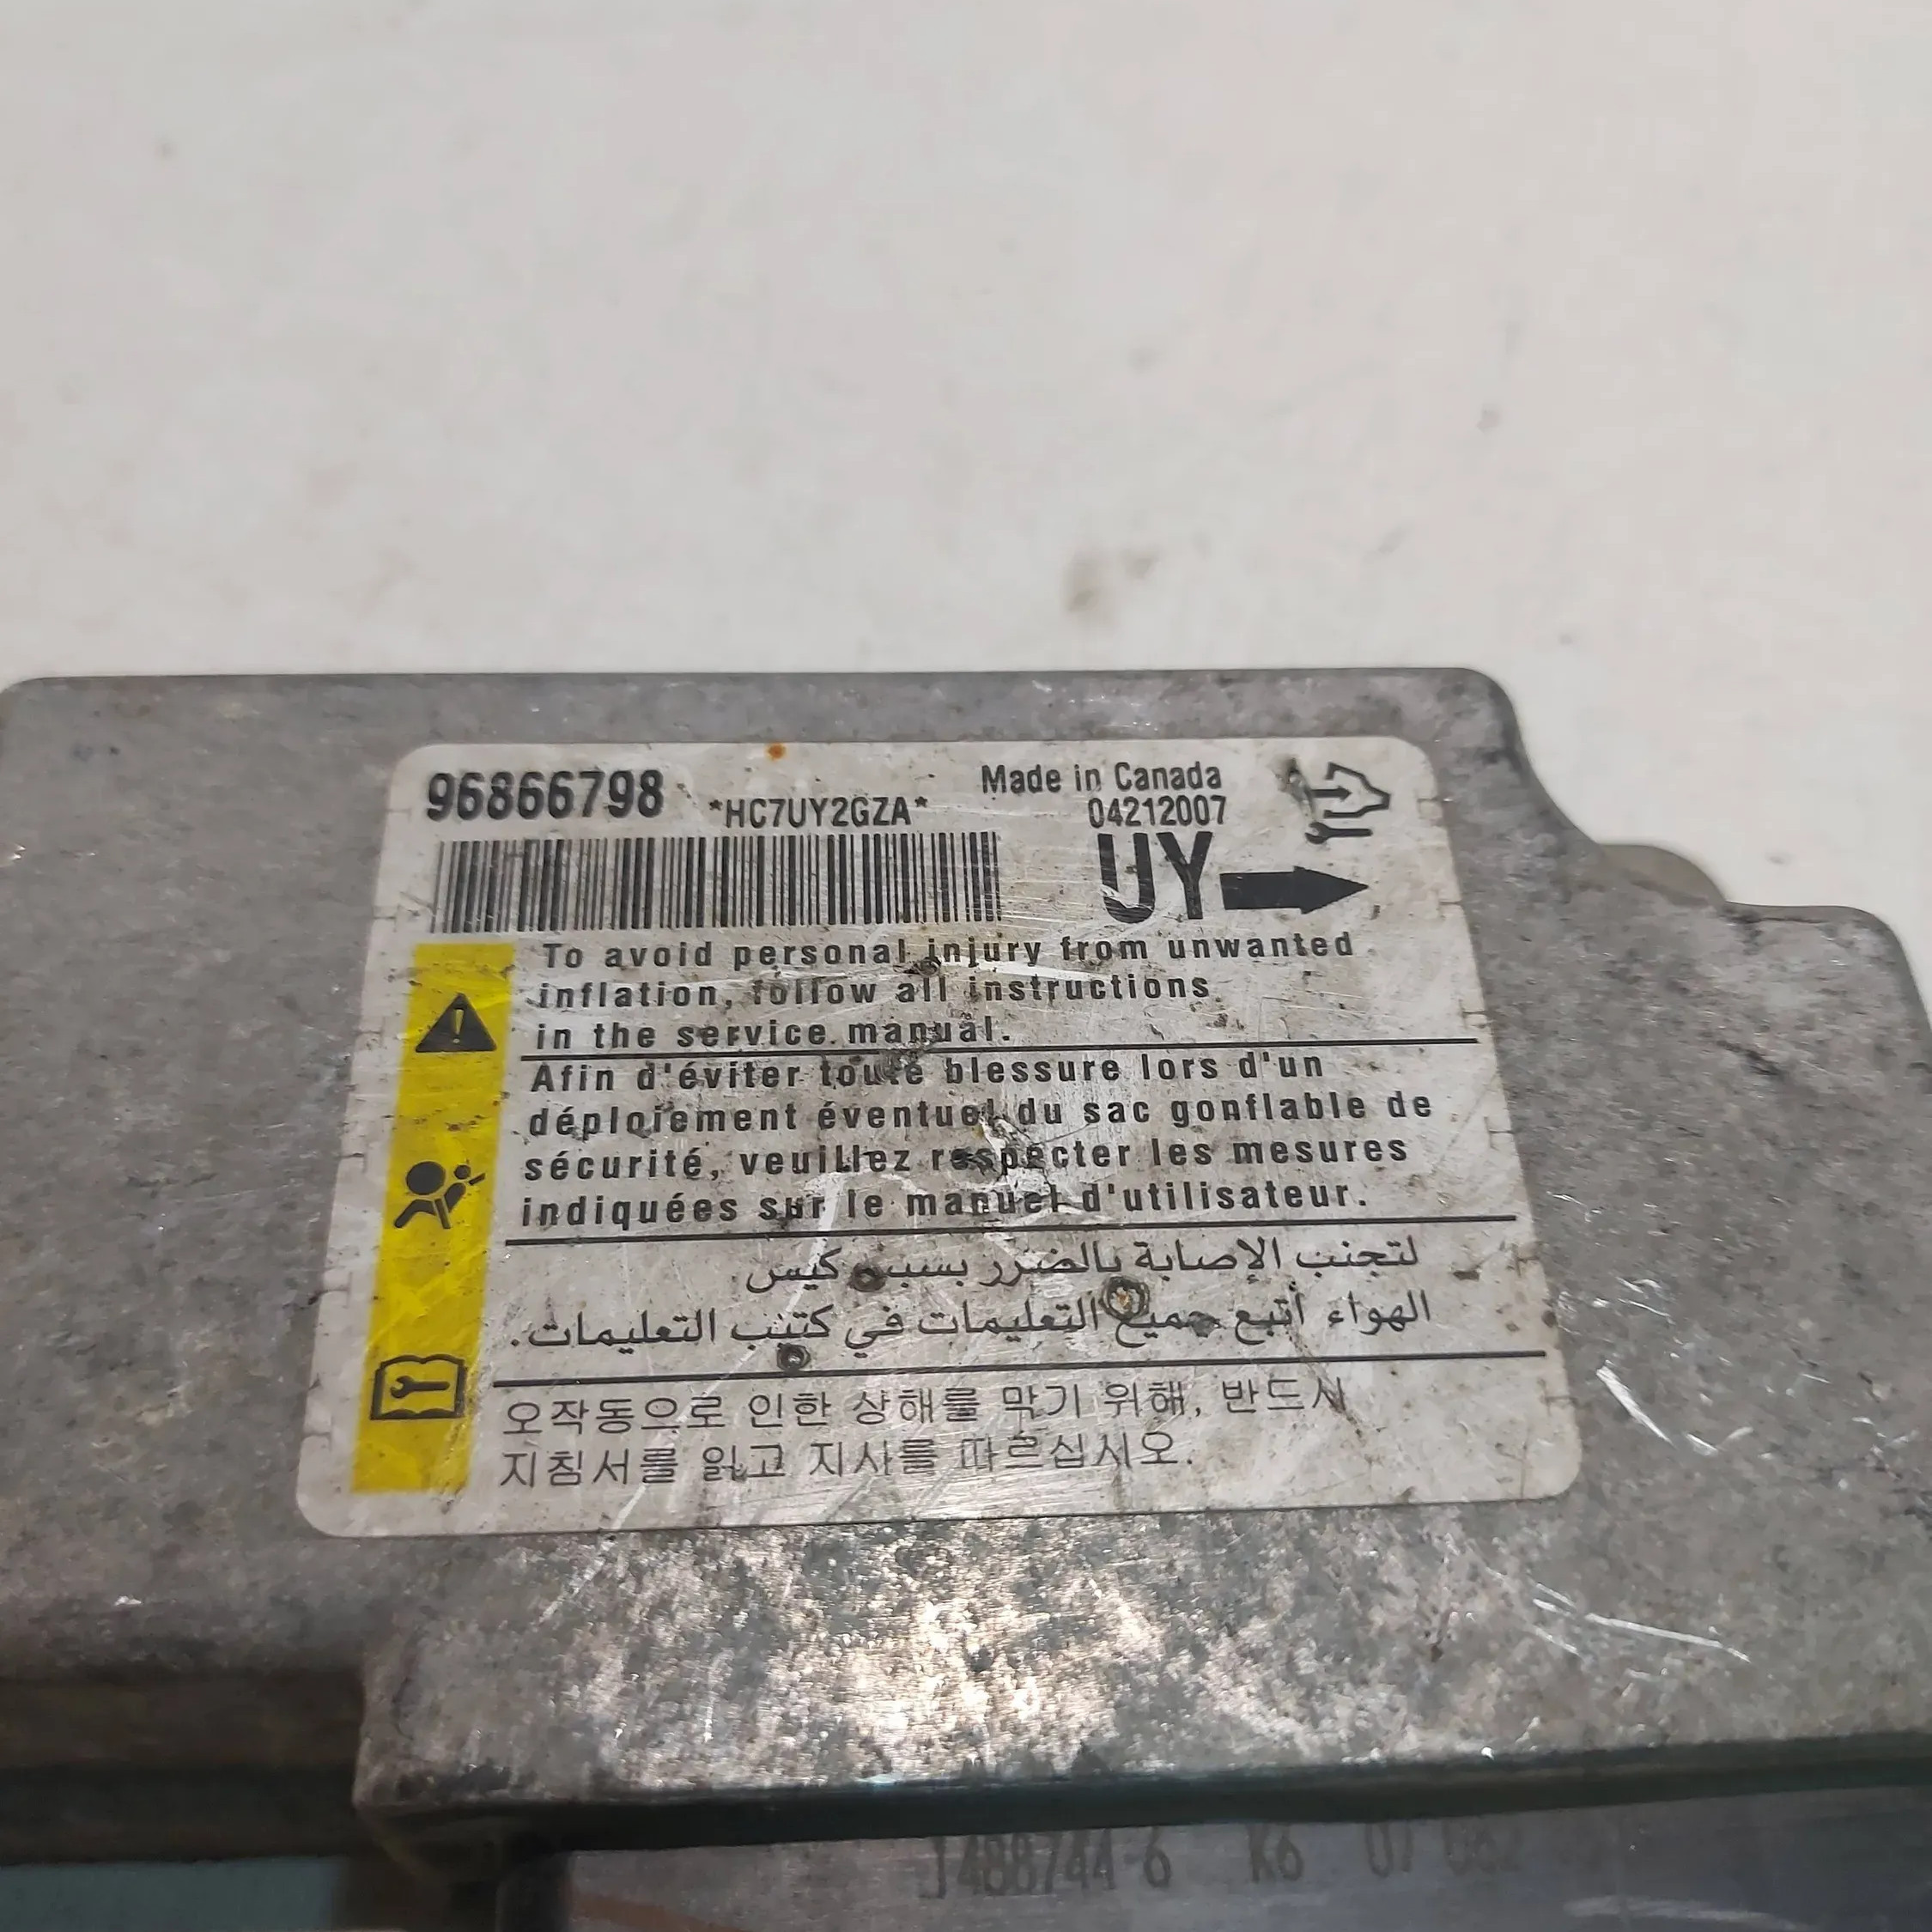 96866798
*HC7UY2GZA*
Made in Canada
04212007
UY
To avoid personal injury from unwanted
inflation, follow all instructions
in the service manual.
Afin d'éviter toute blessure lors d'un
déploiement éventuel du sac gonflable de
sécurité, veuillez respecter les mesures
indiquées sur le manuel d'utilisateur.
لتجنب الإصابة بالضرر بسبب كيس
الهواء أتبع جميع التعليمات في كتيب التعليمات.
오작동으로 인한 상해를 막기 위해, 반드시
지침서를 읽고 지시를 따르십시오.
K6 07